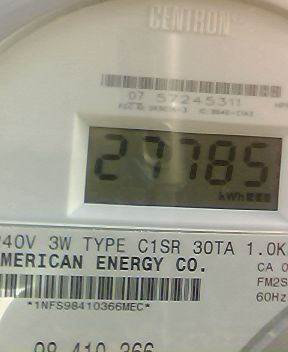 CENTRON
07 57245311
27785
kWh
240V 3W TYPE C1SR 30TA 1.0K
AMERICAN ENERGY CO.
CA 0
FM2S
60Hz
*1NFS98410366MEC*
98 410 366